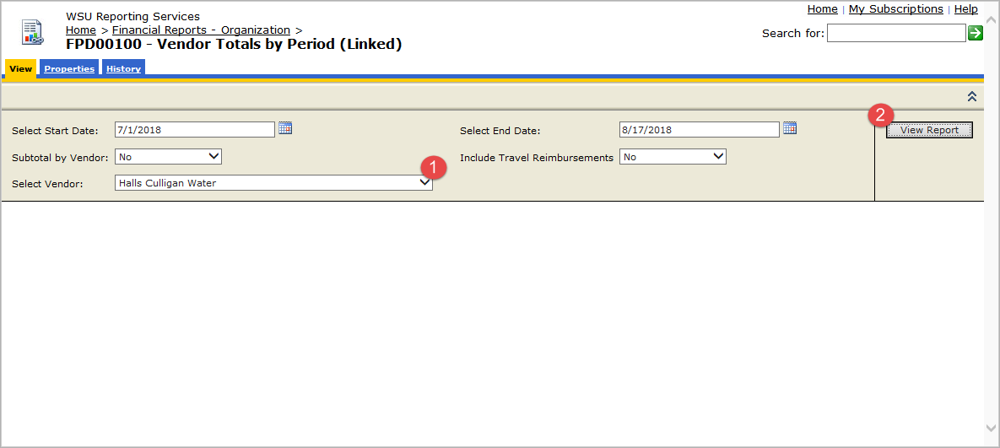 WSU Reporting Services
Home | My Subscriptions | Help
Home > Financial Reports - Organization >
Search for:
FPD00100 - Vendor Totals by Period (Linked)
View Properties History
2
Select Start Date: 7/1/2018 Select End Date: 8/17/2018 View Report
Subtotal by Vendor: No Include Travel Reimbursements No
1
Select Vendor: Halls Culligan Water